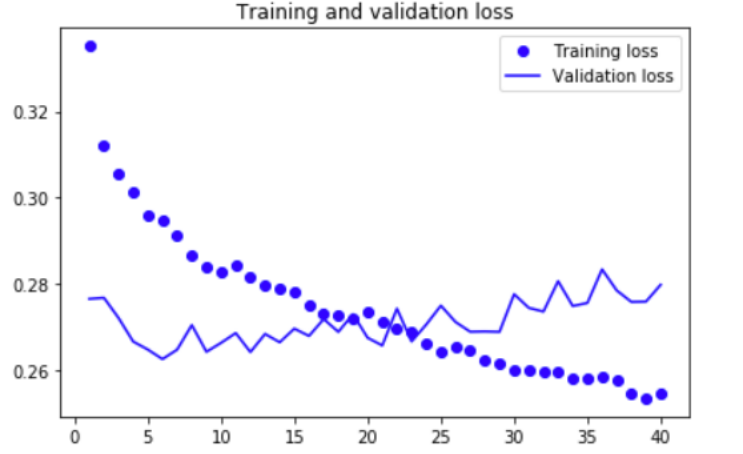 Training and validation loss
Training loss
Validation loss
0.32
0.30
0.28
0.26
0 5 10 15 20 25 30 35 40